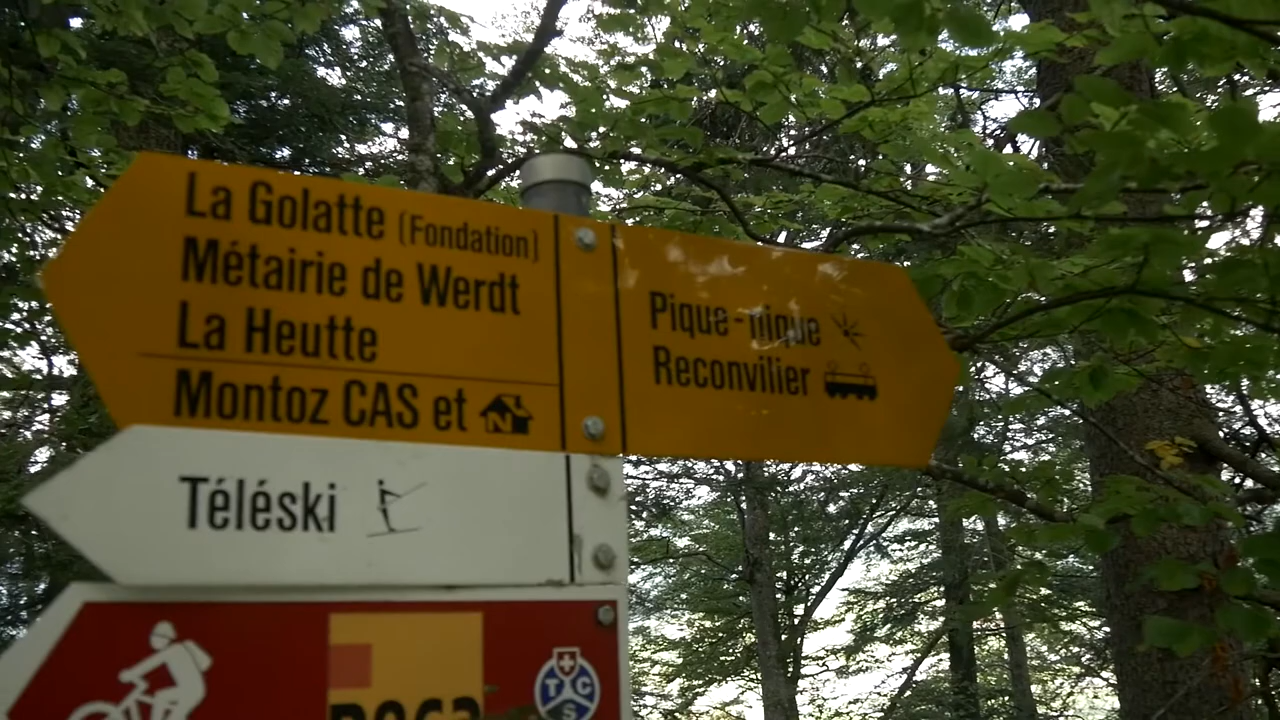 La Golatte (Fondation)
Métairie de Werdt
La Heutte
Montoz CAS et
Pique-nique
Reconvilier
Téléski
TCS